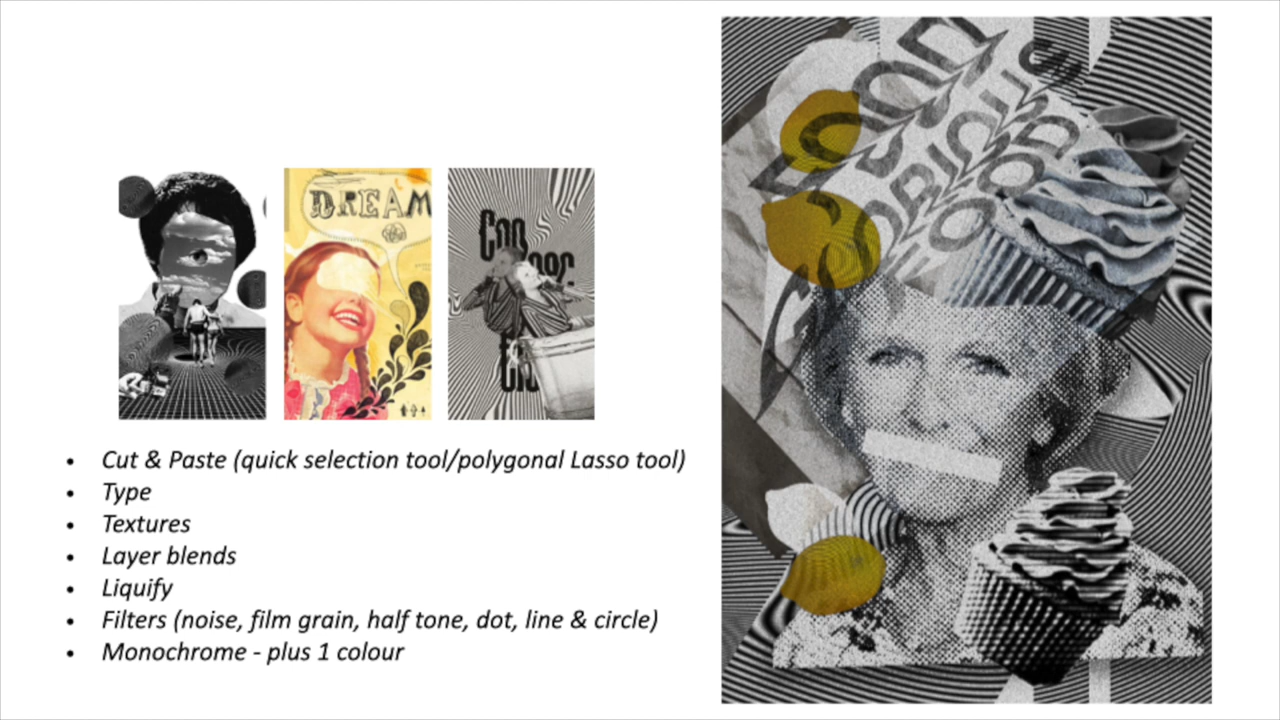 DREAM
Cut & Paste (quick selection tool/polygonal Lasso tool)
Type
Textures
Layer blends
Liquify
Filters (noise, film grain, half tone, dot, line & circle)
Monochrome - plus 1 colour